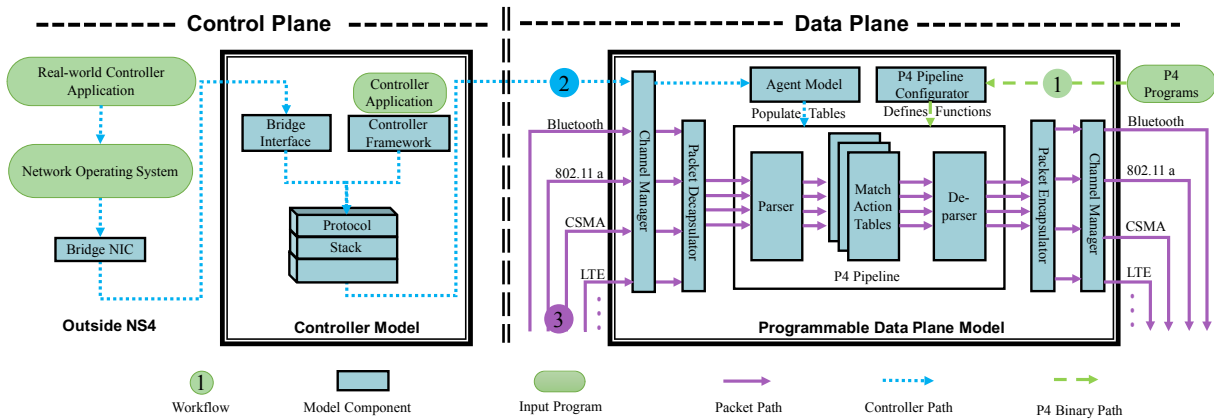 Control Plane
Data Plane
Real-world Controller
Application
Network Operating System
Bridge NIC
Outside NS4
Bridge
Interface
Controller
Application
Controller
Framework
Protocol
Stack
Controller Model
2
1
3
Agent Model
P4 Pipeline
Configurator
P4
Programs
Populate Tables
Defines Functions
Bluetooth
802.11 a
CSMA
LTE
Channel Manager
Packet Decapsulator
Parser
Match
Action
Tables
De-
parser
P4 Pipeline
Packet Encapsulator
Channel Manager
Bluetooth
802.11 a
CSMA
LTE
Programmable Data Plane Model
1
Workflow
Model Component
Input Program
Packet Path
Controller Path
P4 Binary Path